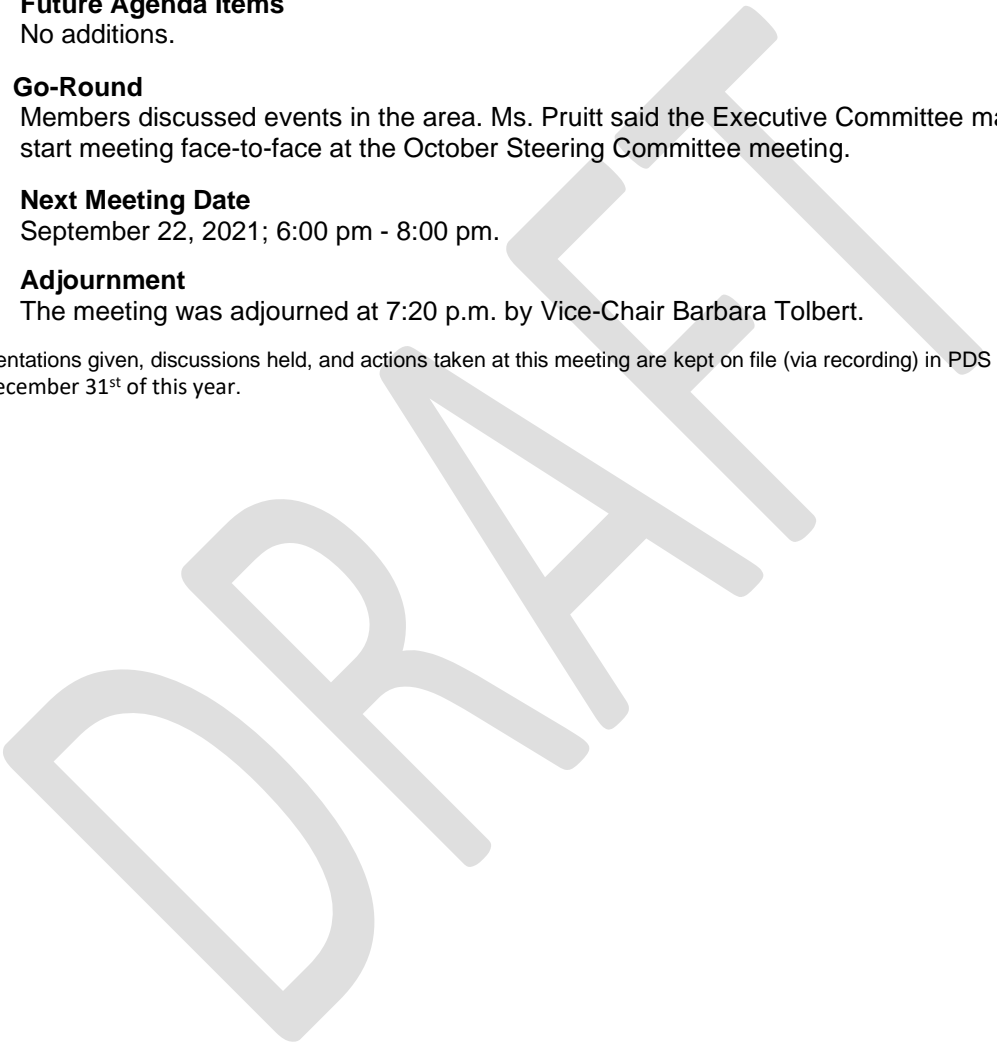 Future Agenda Items
No additions.
Go-Round
Members discussed events in the area. Ms. Pruitt said the Executive Committee
start meeting face-to-face at the October Steering Committee meeting.
Next Meeting Date
September 22, 2021; 6:00 pm - 8:00 pm.
Adjournment
The meeting was adjourned at 7:20 p.m. by Vice-Chair Barbara Tolbert.
entations given, discussions held, and actions taken at this meeting are kept on file (via recording) in PDS
ecember 31st of this year.
DRAFT